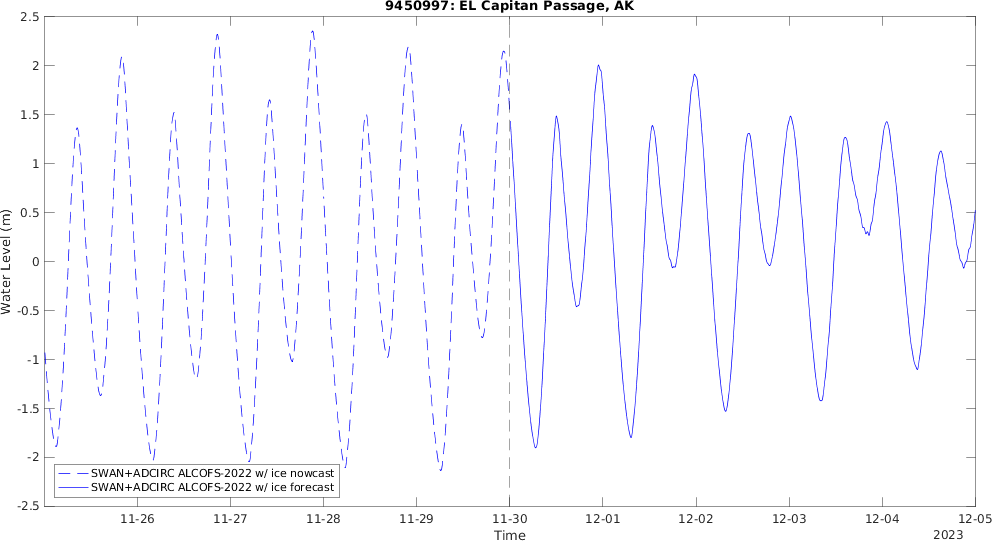 9450997: EL Capitan Passage, AK
2.5
2
1.5
1
0.5
0
-0.5
-1
-1.5
-2
-2.5
Water Level (m)
SWAN+ADCIRC ALCOFS-2022 w/ ice nowcast
SWAN+ADCIRC ALCOFS-2022 w/ ice forecast
11-26 11-27 11-28 11-29 11-30 12-01 12-02 12-03 12-04 12-05
Time
2023